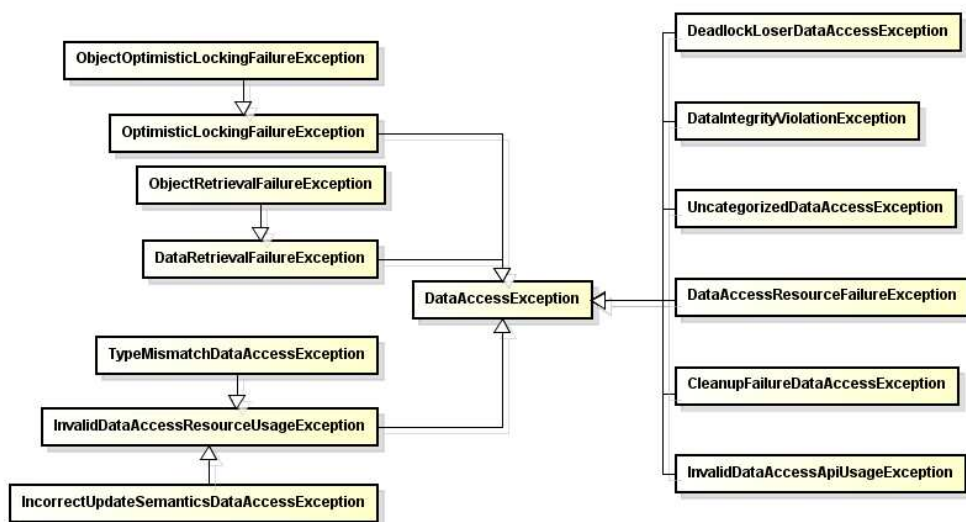 ObjectOptimisticLockingFailureException
OptimisticLockingFailureException
ObjectRetrievalFailureException
DataRetrievalFailureException
DataAccessException
TypeMismatchDataAccessException
InvalidDataAccessResourceUsageException
IncorrectUpdateSemanticsDataAccessException
DeadlockLoserDataAccessException
DataIntegrityViolationException
UncategorizedDataAccessException
DataAccessResourceFailureException
CleanupFailureDataAccessException
InvalidDataAccessApiUsageException